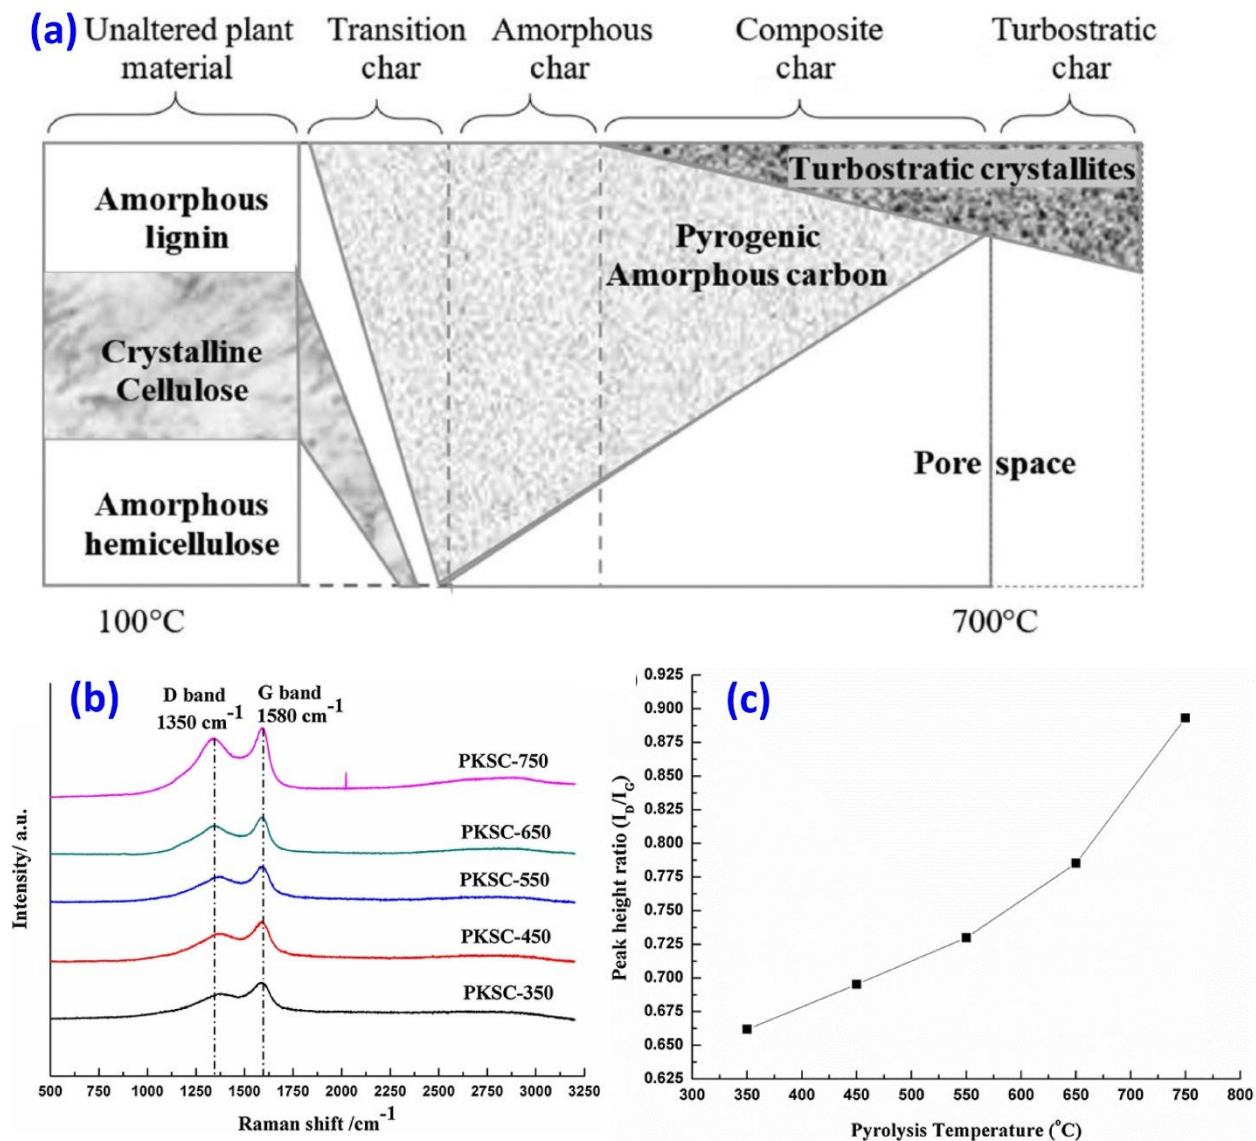 (a)
Unaltered plant
material
Transition
char
Amorphous
char
Composite
char
Turbostratic
char
Amorphous
lignin
Crystalline
Cellulose
Amorphous
hemicellulose
Turbostratic crystallites
Pyrogenic
Amorphous carbon
Pore space
100°C
700°C
(b)
D band
1350 cm-1
G band
1580 cm-1
PKSC-750
PKSC-650
PKSC-550
PKSC-450
PKSC-350
Intensity/ a.u.
500 750 1000 1250 1500 1750 2000 2250 2500 2750 3000 3200
Raman shift /cm-1
(c)
0.925
0.900
0.875
0.850
0.825
0.800
0.775
0.750
0.725
0.700
0.675
0.650
0.625
Peak height ratio (ID/IG)
300 350 400 450 500 550 600 650 700 750 800
Pyrolysis Temperature (oC)